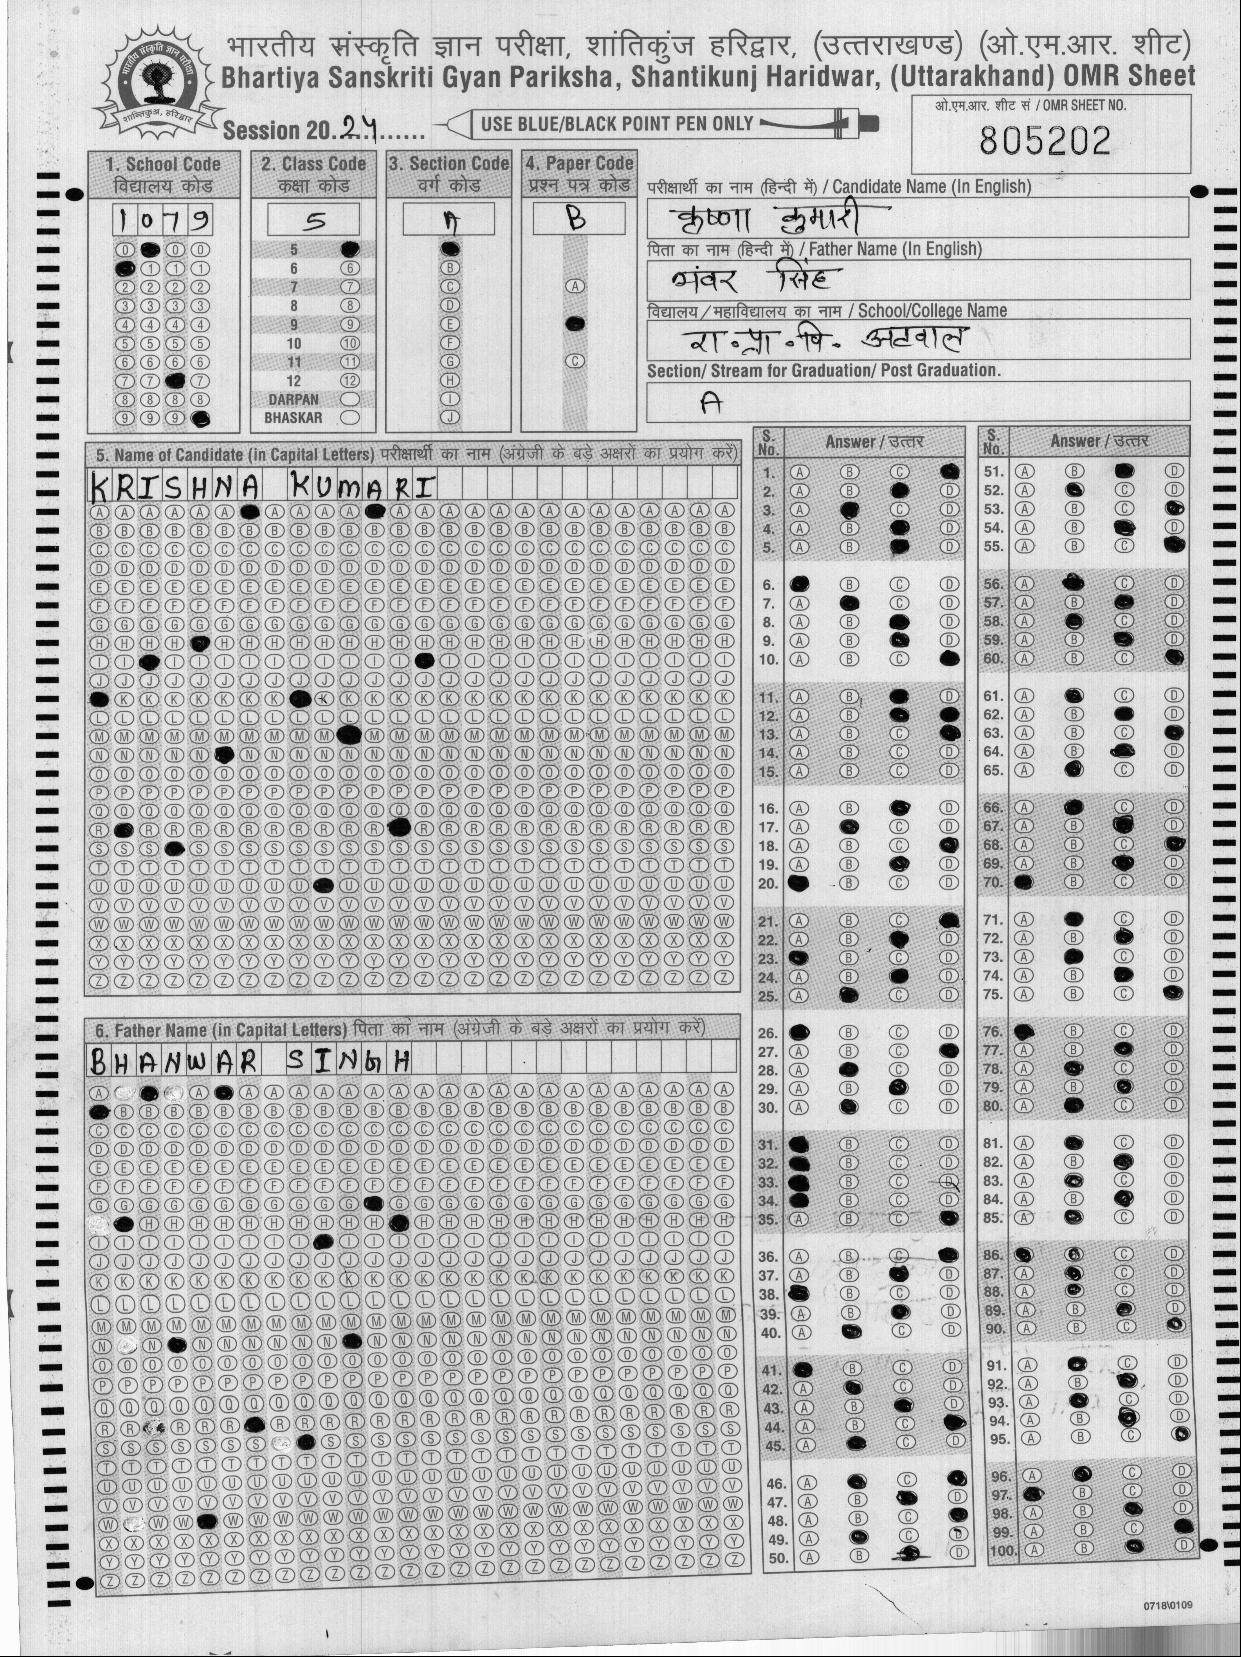 भारतीय संस्कृति ज्ञान परीक्षा, शांतिकुंज हरिद्वार, (उत्तराखण्ड) (ओ.एम.आर. शीट)
Bhartiya Sanskriti Gyan Pariksha, Shantikunj Haridwar, (Uttarakhand) OMR Sheet
Session 20..24......
USE BLUE/BLACK POINT PEN ONLY
ओ.एम.आर. शीट सं / OMR SHEET NO.
805202
1. School Code
विद्यालय कोड
1079
2. Class Code
कक्षा कोड
5
5
6
7
8
9
10
11
12
DARPAN
BHASKAR
3. Section Code
वर्ग कोड
A
4. Paper Code
प्रश्न पत्र कोड
B
परीक्षार्थी का नाम (हिन्दी में) / Candidate Name (In English)
कृष्णा कुमारी
पिता का नाम (हिन्दी में) / Father Name (In English)
भंवर सिंह
विद्यालय/महाविद्यालय का नाम / School/College Name
रा.प्रा.वि. अटवाल
Section/ Stream for Graduation/ Post Graduation.
A
5. Name of Candidate (in Capital Letters) परीक्षार्थी का नाम (अंग्रेजी के बड़े अक्षरों का प्रयोग करें)
KRISHNA KUMARI
6. Father Name (in Capital Letters) पिता का नाम (अंग्रेजी के बड़े अक्षरों का प्रयोग करें)
BHANWAR SINGH
S. No. Answer / उत्तर
S. No. Answer / उत्तर
0718\0109